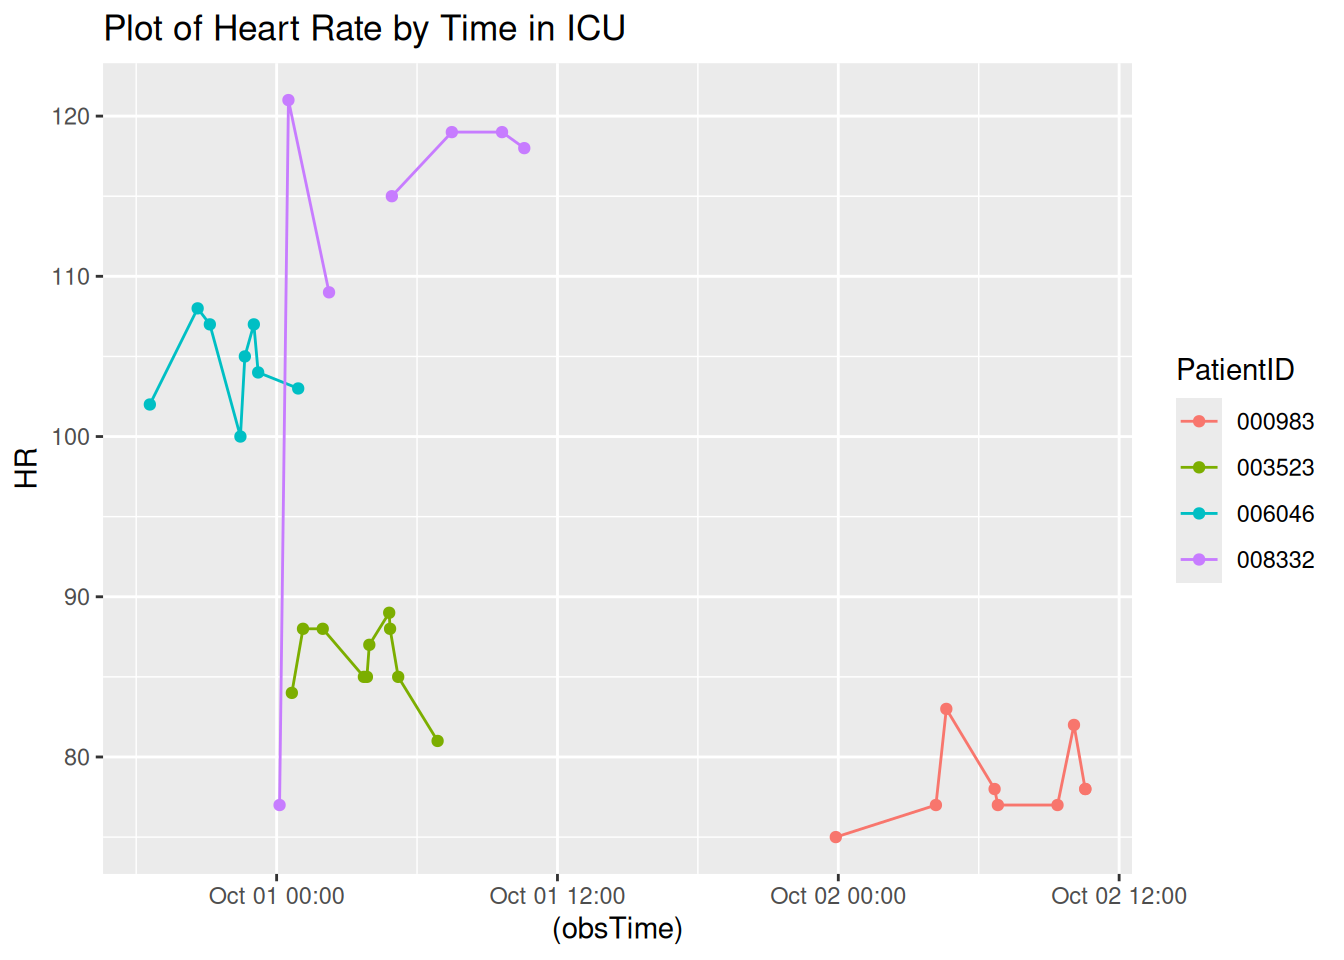 Plot of Heart Rate by Time in ICU
HR
120
110
100
90
80
Oct 01 00:00 Oct 01 12:00 Oct 02 00:00 Oct 02 12:00
(obsTime)
PatientID
000983
003523
006046
008332